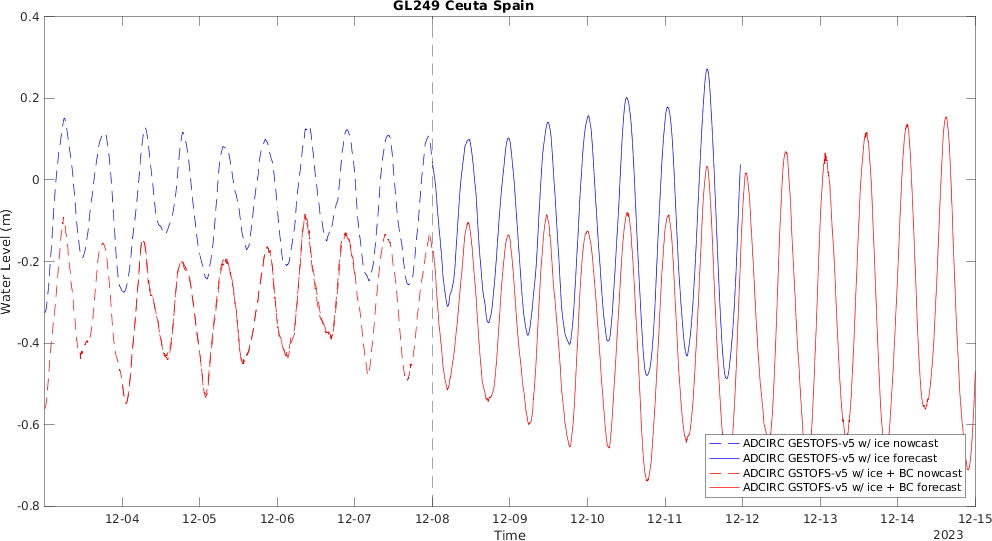 GL249 Ceuta Spain
0.4
0.2
0
-0.2
-0.4
-0.6
-0.8
Water Level (m)
ADCIRC GESTOFS-v5 w/ ice nowcast
ADCIRC GESTOFS-v5 w/ ice forecast
ADCIRC GSTOFS-v5 w/ ice + BC nowcast
ADCIRC GSTOFS-v5 w/ ice + BC forecast
12-04 12-05 12-06 12-07 12-08 12-09 12-10 12-11 12-12 12-13 12-14 12-15
Time
2023